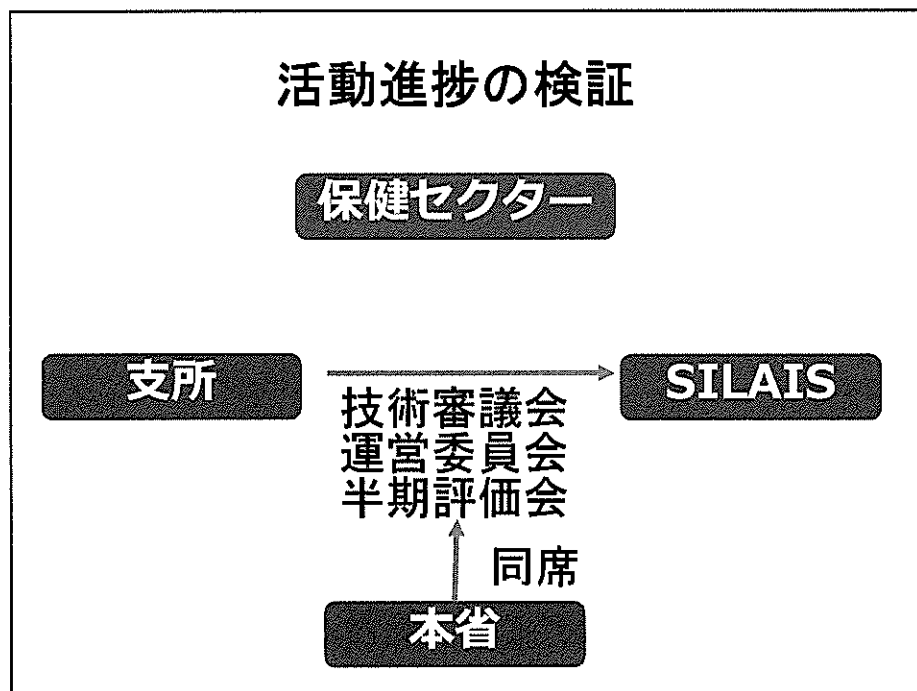 活動進捗の検証
保健セクター
支所
SILAIS
技術審議会
運営委員会
半期評価会
同席
本省